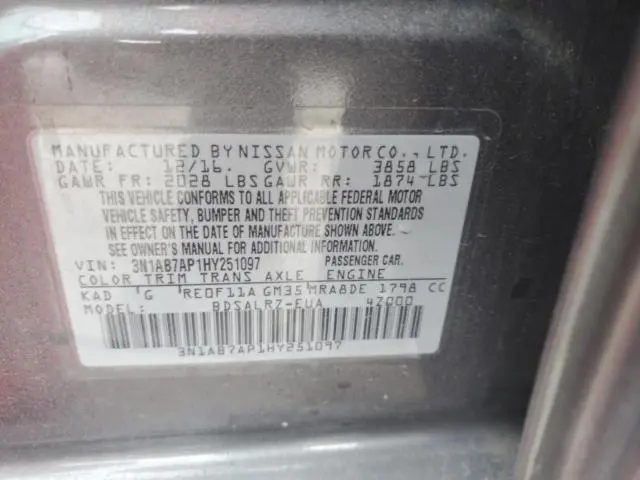 MANUFACTURED BY NISSAN MOTOR CO., LTD.
DATE: 12/16. GVWR: 3858 LBS
GAWR FR: 2028 LBS GAWR RR: 1874 LBS
THIS VEHICLE CONFORMS TO ALL APPLICABLE FEDERAL MOTOR
VEHICLE SAFETY, BUMPER AND THEFT PREVENTION STANDARDS
IN EFFECT ON THE DATE OF MANUFACTURE SHOWN ABOVE.
SEE OWNER'S MANUAL FOR ADDITIONAL INFORMATION
VIN: 3N1AB7AP1HY251097 PASSENGER CAR.
COLOR TRIM TRANS AXLE ENGINE
KAD G RE0F11A GM35 MRA8DE 1798 CC
MODEL: BDSALRZ-EUA 4Z000
3N1AB7AP1HY251097